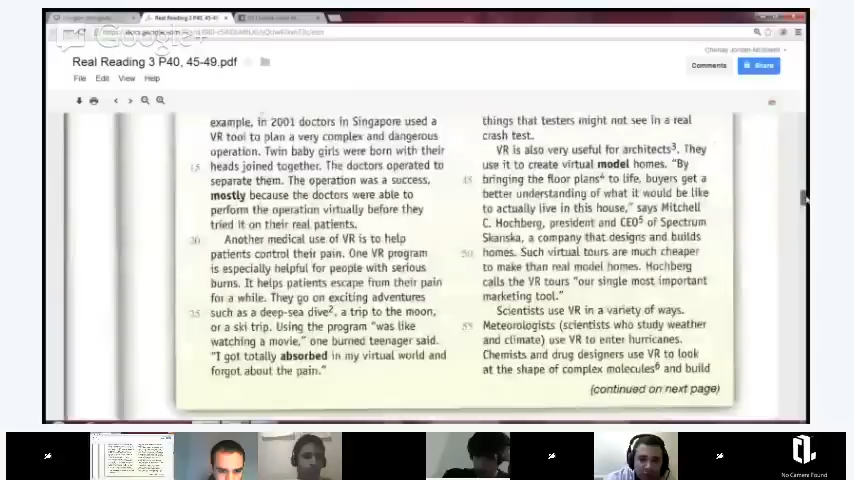 Real Reading 3 P40, 45-49.pdf
Google+
Real Reading 3 P40, 45-49.pdf
Comments
Share
File Edit View Help
example, in 2001 doctors in Singapore used a
VR tool to plan a very complex and dangerous
operation. Twin baby girls were born with their
15 heads joined together. The doctors operated to
separate them. The operation was a success,
mostly because the doctors were able to
perform the operation virtually before they
tried it on their real patients.
20 Another medical use of VR is to help
patients control their pain. One VR program
is especially helpful for people with serious
burns. It helps patients escape from their pain
for a while. They go on exciting adventures
25 such as a deep-sea dive², a trip to the moon,
or a ski trip. Using the program "was like
watching a movie," one burned teenager said.
"I got totally absorbed in my virtual world and
forgot about the pain."
things that testers might not see in a real
crash test.
VR is also very useful for architects³. They
use it to create virtual model homes. "By
45 bringing the floor plans⁴ to life, buyers get a
better understanding of what it would be like
to actually live in this house," says Mitchell
C. Hochberg, president and CEO⁵ of Spectrum
Skanska, a company that designs and builds
50 homes. Such virtual tours are much cheaper
to make than real model homes. Hochberg
calls the VR tours "our single most important
marketing tool."
Scientists use VR in a variety of ways.
55 Meteorologists (scientists who study weather
and climate) use VR to enter hurricanes.
Chemists and drug designers use VR to look
at the shape of complex molecules⁶ and build
(continued on next page)
No Camera Found